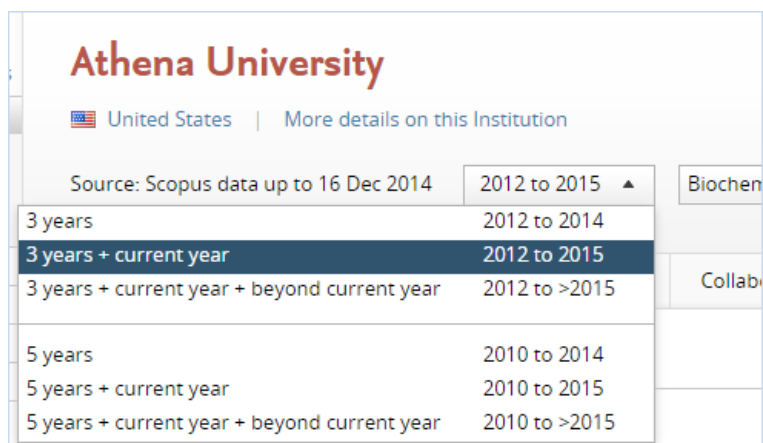 Athena University
United States | More details on this Institution
Source: Scopus data up to 16 Dec 2014 2012 to 2015 ▲ Biochem
3 years 2012 to 2014
3 years + current year 2012 to 2015
3 years + current year + beyond current year 2012 to >2015
Collab
5 years 2010 to 2014
5 years + current year 2010 to 2015
5 years + current year + beyond current year 2010 to >2015